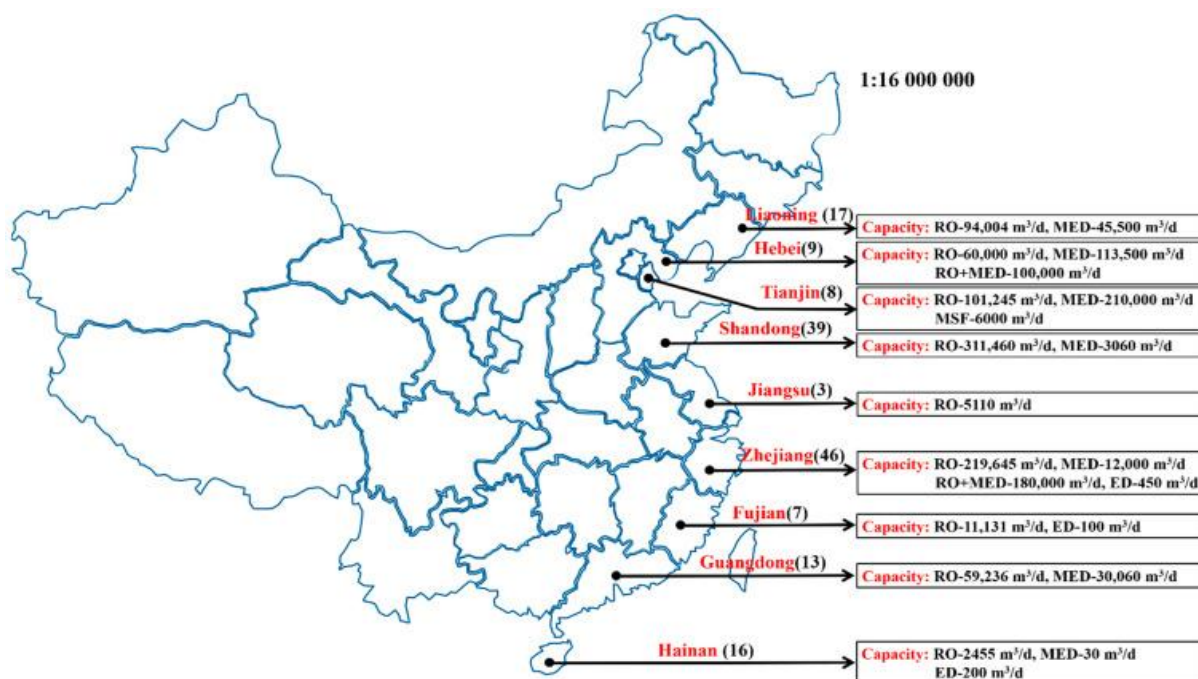 1:16 000 000
Liaoning (17)
Capacity: RO-94,004 m³/d, MED-45,500 m³/d
Hebei(9)
Capacity: RO-60,000 m³/d, MED-113,500 m³/d
RO+MED-100,000 m³/d
Tianjin(8)
Capacity: RO-101,245 m³/d, MED-210,000 m³/d
MSF-6000 m³/d
Shandong(39)
Capacity: RO-311,460 m³/d, MED-3060 m³/d
Jiangsu(3)
Capacity: RO-5110 m³/d
Zhejiang(46)
Capacity: RO-219,645 m³/d, MED-12,000 m³/d
RO+MED-180,000 m³/d, ED-450 m³/d
Fujian(7)
Capacity: RO-11,131 m³/d, ED-100 m³/d
Guangdong(13)
Capacity: RO-59,236 m³/d, MED-30,060 m³/d
Hainan (16)
Capacity: RO-2455 m³/d, MED-30 m³/d
ED-200 m³/d